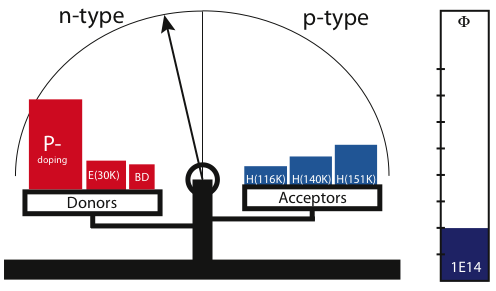 n-type
p-type
Φ
P-
doping
E(30K)
BD
H(116K)
H(140K)
H(151K)
Donors
Acceptors
1E14